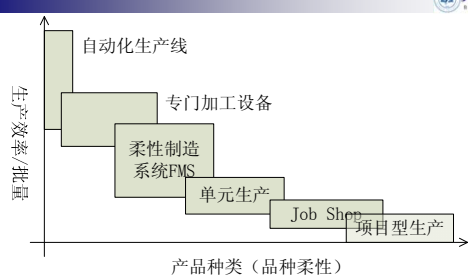 自动化生产线
专门加工设备
柔性制造
系统FMS
单元生产
Job Shop
项目型生产
生产效率/批量
产品种类（品种柔性）